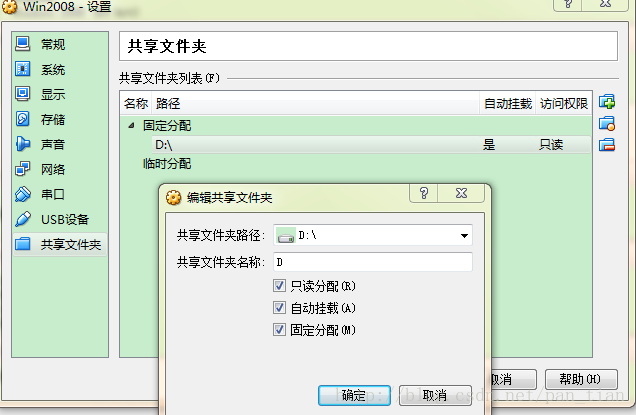 Win2008 - 设置
常规
系统
显示
存储
声音
网络
串口
USB设备
共享文件夹
共享文件夹
共享文件夹列表(F)
名称 路径 自动挂载 访问权限
固定分配
D:\ 是 只读
临时分配
编辑共享文件夹
共享文件夹路径: D:\
共享文件夹名称: D
只读分配(R)
自动挂载(A)
固定分配(M)
确定 取消
取消 帮助(H)
http://blog.csdn.net/pan_tian